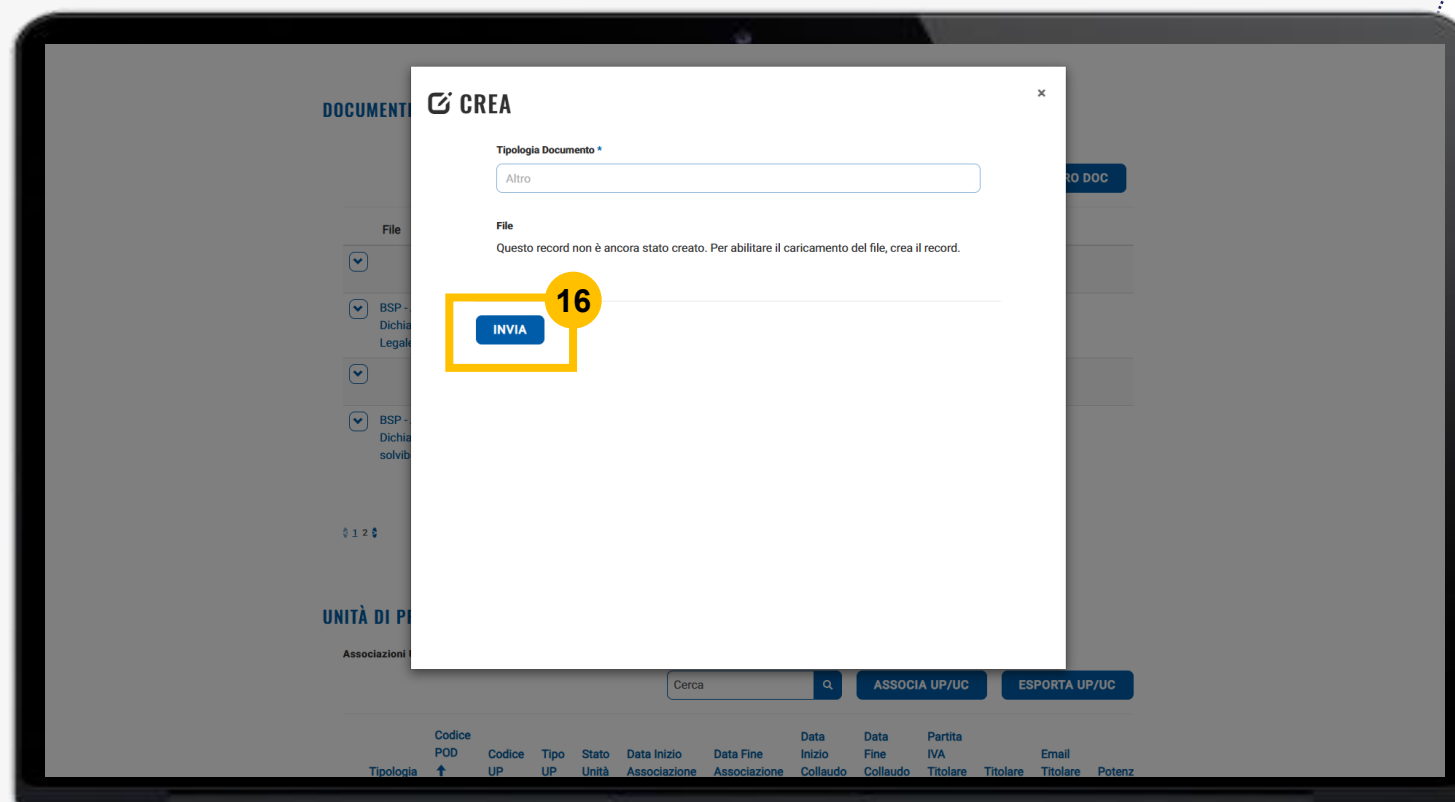 CREA
×
Tipologia Documento *
Altro
File
Questo record non è ancora stato creato. Per abilitare il caricamento del file, crea il record.
16
INVIA
DOCUMENTI
RO DOC
File
BSP -
Dichia
Legale
BSP -
Dichia
solvib
1 2
UNITÀ DI
Associazioni
Cerca
ASSOCIA UP/UC
ESPORTA UP/UC
Tipologia
Codice
POD
Codice
UP
Tipo
UP
Stato
Unità
Data Inizio
Associazione
Data Fine
Associazione
Data
Inizio
Collaudo
Data
Fine
Collaudo
Partita
IVA
Titolare
Titolare
Email
Titolare
Potenz